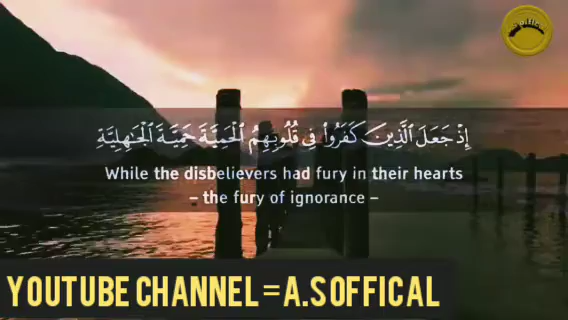 إِذْ جَعَلَ ٱلَّذِينَ كَفَرُوا۟ فِى قُلُوبِهِمُ ٱلْحَمِيَّةَ حَمِيَّةَ ٱلْجَٰهِلِيَّةِ
While the disbelievers had fury in their hearts
– the fury of ignorance –
YOUTUBE CHANNEL = A.S OFFICAL